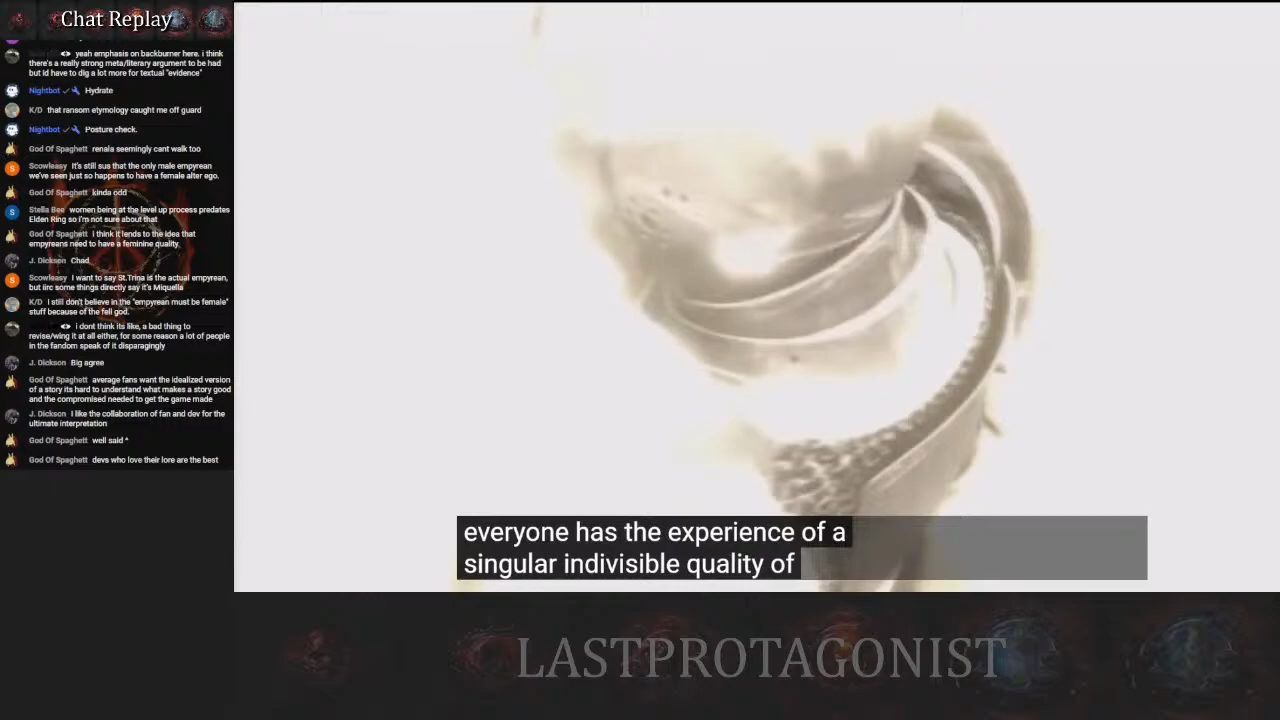 Chat Replay
yeah emphasis on backburner here. i think
there's a really strong meta/literary argument to be had
but id have to dig a lot more for textual "evidence"
Nightbot Hydrate
K/D that ransom etymology caught me off guard
Nightbot Posture check.
God Of Spaghett renala seemingly cant walk too
Scowleasy It's still sus that the only male empyrean
we've seen just so happens to have a female alter ego.
God Of Spaghett kinda odd
Stella Bee women being at the level up process predates
Elden Ring so I'm not sure about that
God Of Spaghett I think it lends to the idea that
empyreans need to have a feminine quality
J. Dickson Chad
Scowleasy I want to say St.Trina is the actual empyrean,
but iirc some things directly say it's Miquella
K/D I still don't believe in the "empyrean must be female"
stuff because of the fell god.
i dont think its like, a bad thing to
revise/wing it at all either, for some reason a lot of people
in the fandom speak of it disparagingly
J. Dickson Big agree
God Of Spaghett average fans want the idealized version
of a story its hard to understand what makes a story good
and the compromised needed to get the game made
J. Dickson I like the collaboration of fan and dev for the
ultimate interpretation
God Of Spaghett well said ^
God Of Spaghett devs who love their lore are the best
everyone has the experience of a
singular indivisible quality of
LASTPROTAGONIST